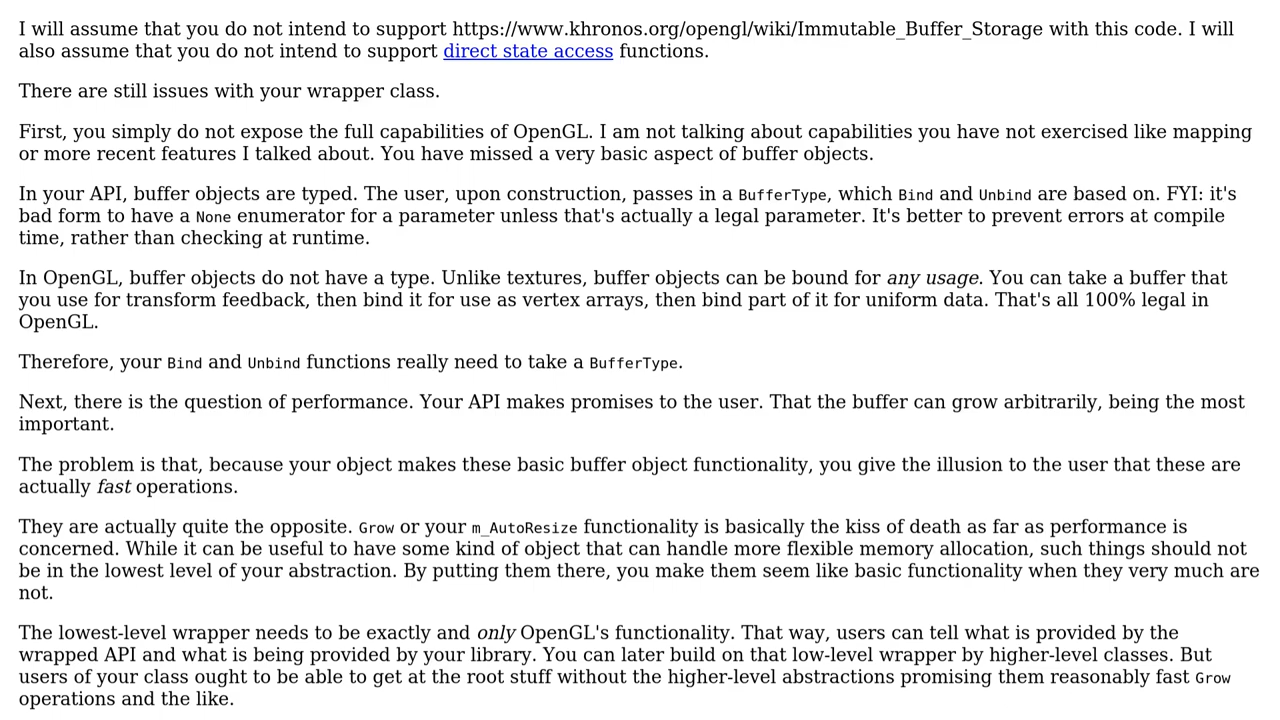 I will assume that you do not intend to support https://www.khronos.org/opengl/wiki/Immutable_Buffer_Storage with this code. I will
also assume that you do not intend to support direct state access functions.
There are still issues with your wrapper class.
First, you simply do not expose the full capabilities of OpenGL. I am not talking about capabilities you have not exercised like mapping
or more recent features I talked about. You have missed a very basic aspect of buffer objects.
In your API, buffer objects are typed. The user, upon construction, passes in a BufferType, which Bind and Unbind are based on. FYI: it's
bad form to have a None enumerator for a parameter unless that's actually a legal parameter. It's better to prevent errors at compile
time, rather than checking at runtime.
In OpenGL, buffer objects do not have a type. Unlike textures, buffer objects can be bound for any usage. You can take a buffer that
you use for transform feedback, then bind it for use as vertex arrays, then bind part of it for uniform data. That's all 100% legal in
OpenGL.
Therefore, your Bind and Unbind functions really need to take a BufferType.
Next, there is the question of performance. Your API makes promises to the user. That the buffer can grow arbitrarily, being the most
important.
The problem is that, because your object makes these basic buffer object functionality, you give the illusion to the user that these are
actually fast operations.
They are actually quite the opposite. Grow or your m_AutoResize functionality is basically the kiss of death as far as performance is
concerned. While it can be useful to have some kind of object that can handle more flexible memory allocation, such things should not
be in the lowest level of your abstraction. By putting them there, you make them seem like basic functionality when they very much are
not.
The lowest-level wrapper needs to be exactly and only OpenGL's functionality. That way, users can tell what is provided by the
wrapped API and what is being provided by your library. You can later build on that low-level wrapper by higher-level classes. But
users of your class ought to be able to get at the root stuff without the higher-level abstractions promising them reasonably fast Grow
operations and the like.